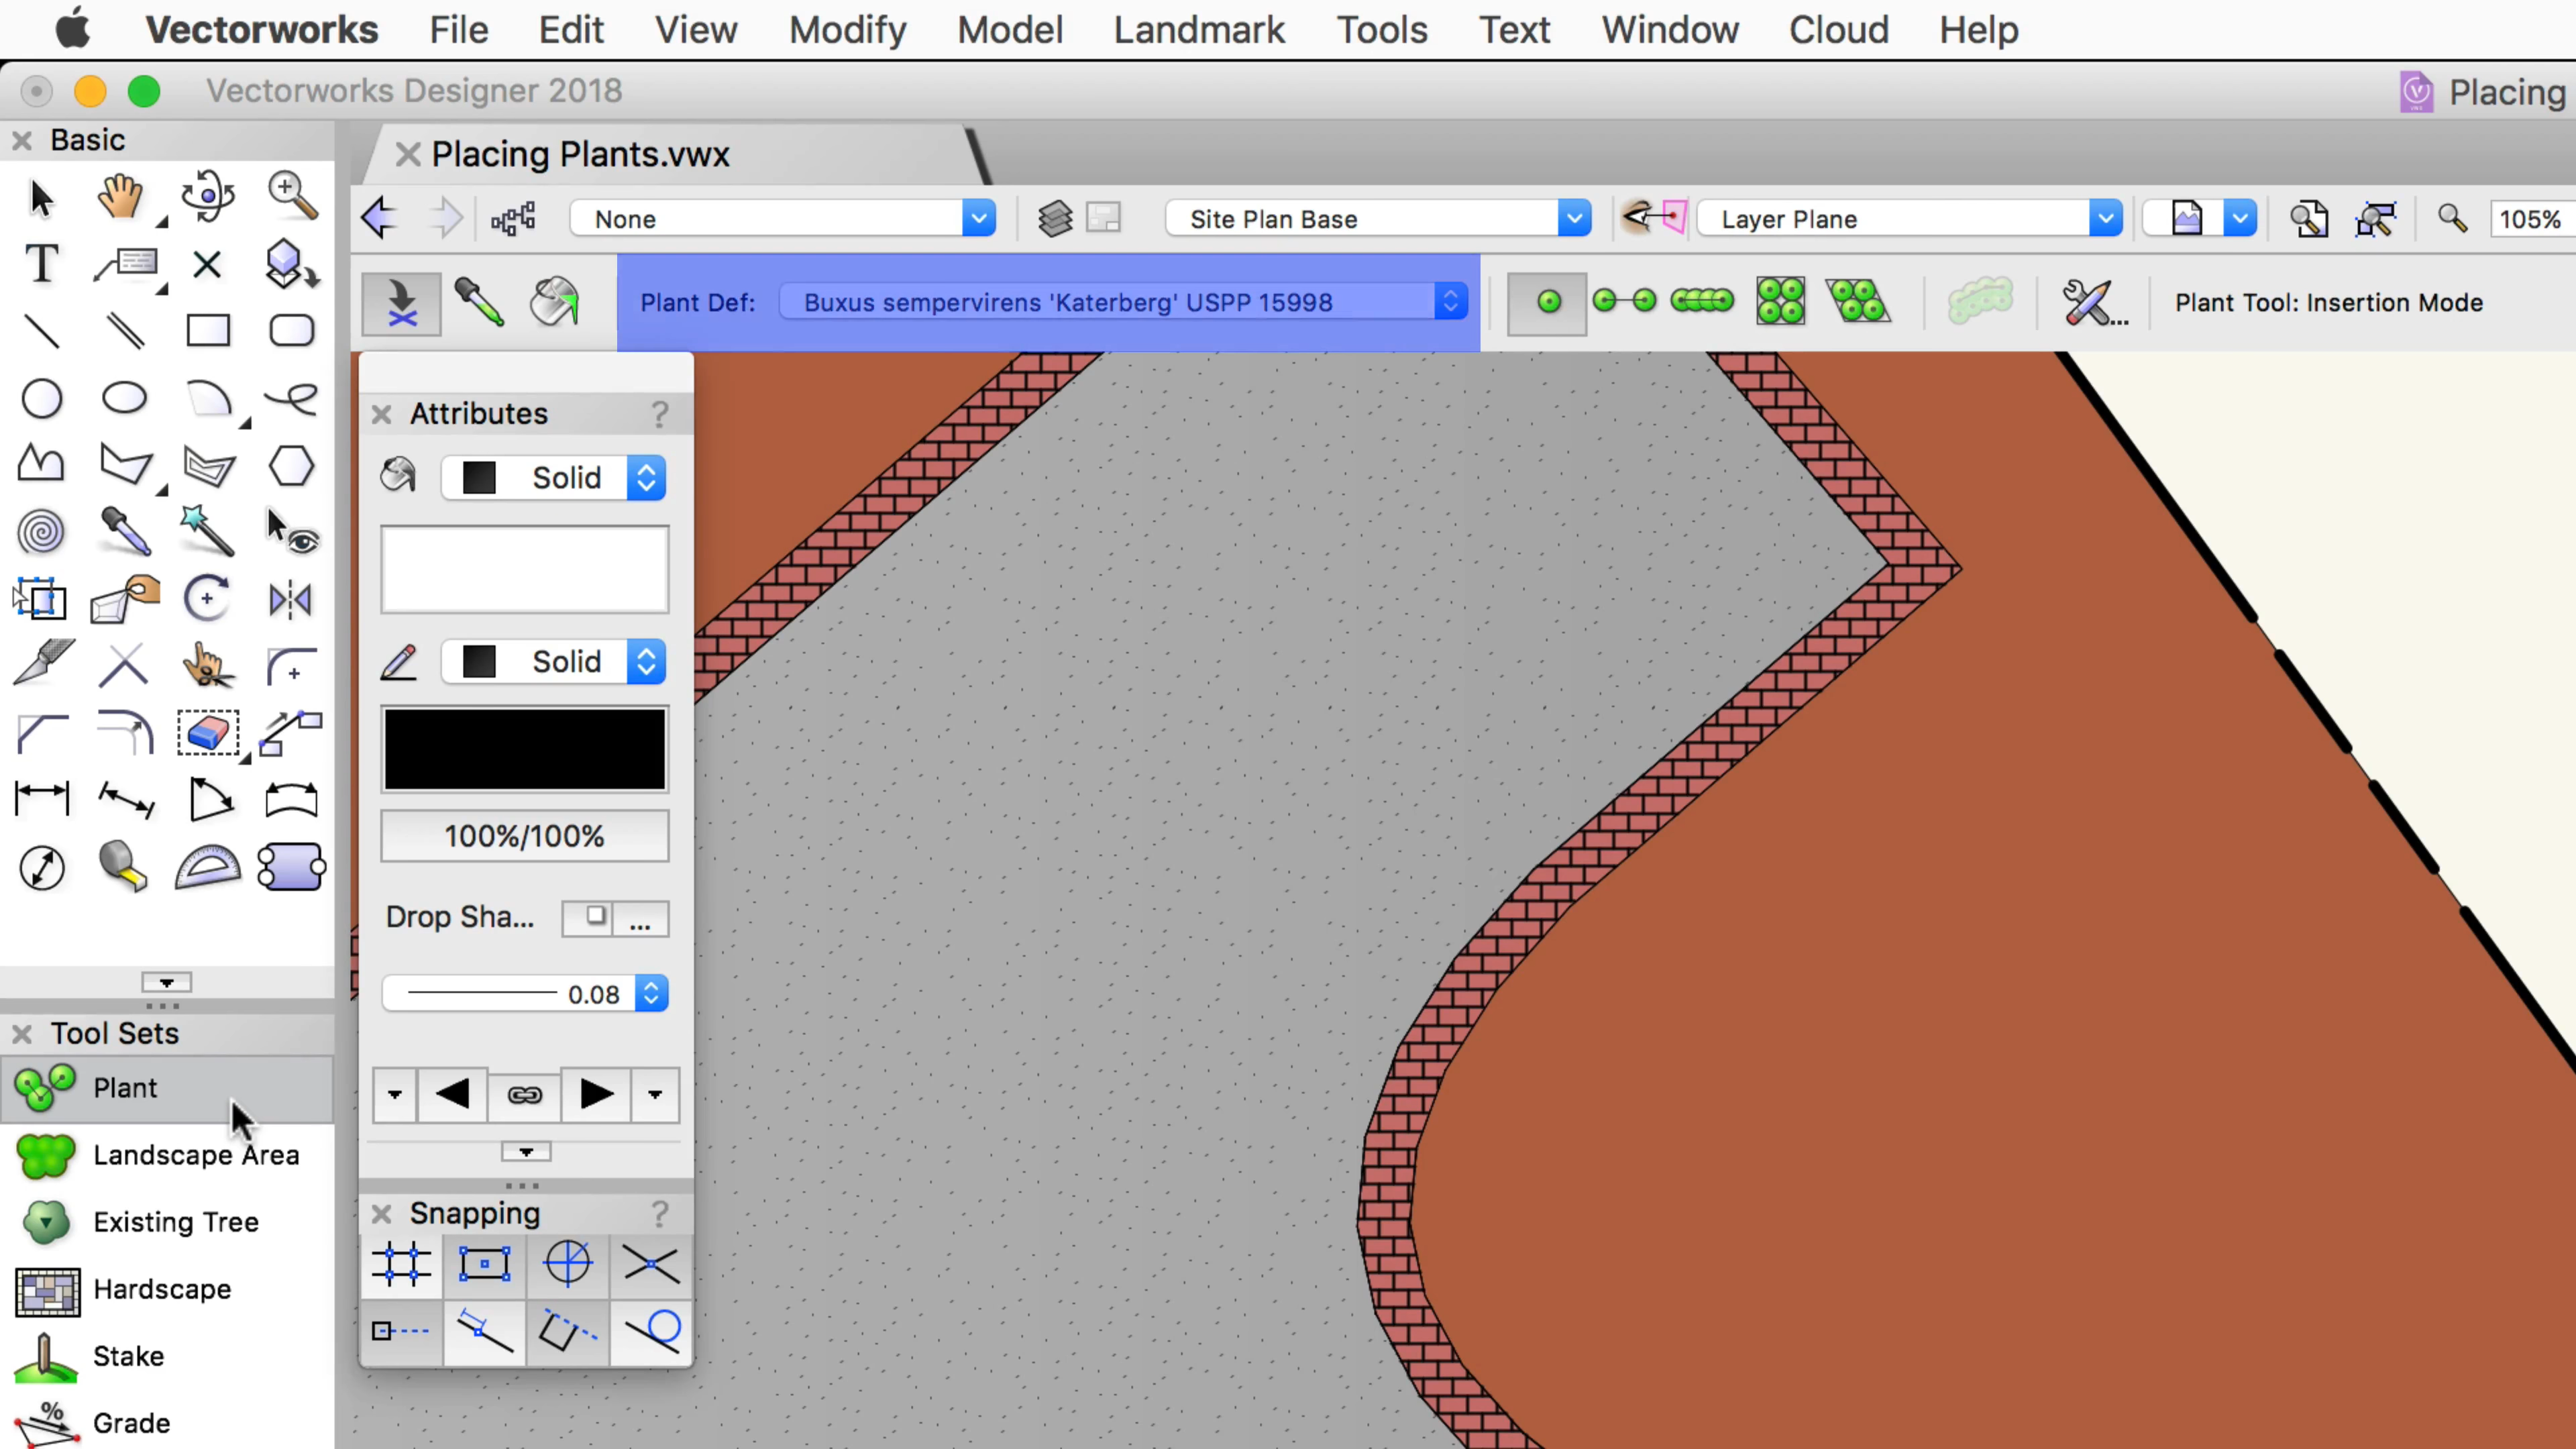 Vectorworks File Edit View Modify Model Landmark Tools Text Window Cloud Help
Vectorworks Designer 2018
Placing
Basic
Placing Plants.vwx
None
Site Plan Base
Layer Plane
105%
Plant Def: Buxus sempervirens 'Katerberg' USPP 15998
Plant Tool: Insertion Mode
T
Attributes ?
Solid
Solid
100%/100%
Drop Sha... ...
0.08
Snapping ?
Tool Sets
Plant
Landscape Area
Existing Tree
Hardscape
Stake
% Grade